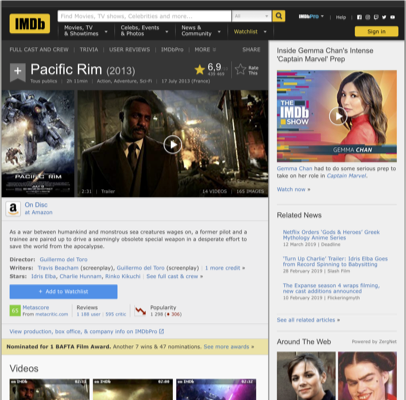 IMDb
Find Movies, TV shows, Celebrities and more...
All
IMDbPro
Help
Movies, TV & Showtimes
Celebs, Events & Photos
News & Community
Watchlist
Sign in
FULL CAST AND CREW | TRIVIA | USER REVIEWS | IMDbPro | MORE
SHARE
+ Pacific Rim (2013)
6,9
/10
Rate This
Tous publics | 2h 11min | Action, Adventure, Sci-Fi | 17 July 2013 (France)
PACIFIC RIM
2:31 | Trailer
14 VIDEOS | 165 IMAGES
On Disc
at Amazon
As a war between humankind and monstrous sea creatures wages on, a former pilot and a
trainee are paired up to drive a seemingly obsolete special weapon in a desperate effort to
save the world from the apocalypse.
Director: Guillermo del Toro
Writers: Travis Beacham (screenplay), Guillermo del Toro (screenplay) | 1 more credit »
Stars: Idris Elba, Charlie Hunnam, Rinko Kikuchi | See full cast & crew »
+ Add to Watchlist
Metascore
From metacritic.com
Reviews
1 188 user | 595 critic
Popularity
View production, box office, & company info on IMDbPro
Nominated for 1 BAFTA Film Award. Another 7 wins & 47 nominations. See more awards »
Videos
Inside Gemma Chan's Intense
'Captain Marvel' Prep
THE
IMDb
SHOW
GEMMA CHAN
Gemma Chan had to do some serious prep
to take on her role in Captain Marvel.
Watch now »
Related News
Netflix Orders 'Gods & Heroes' Greek
Mythology Anime Series
12 March 2019 | Deadline
'Turn Up Charlie' Trailer: Idris Elba Goes
from Record Spinning to Babysitting
28 February 2019 | Slash Film
The Expanse season 4 wraps filming,
new cast additions announced
10 February 2019 | Flickeringmyth
See all related articles »
Around The Web | Powered by ZergNet